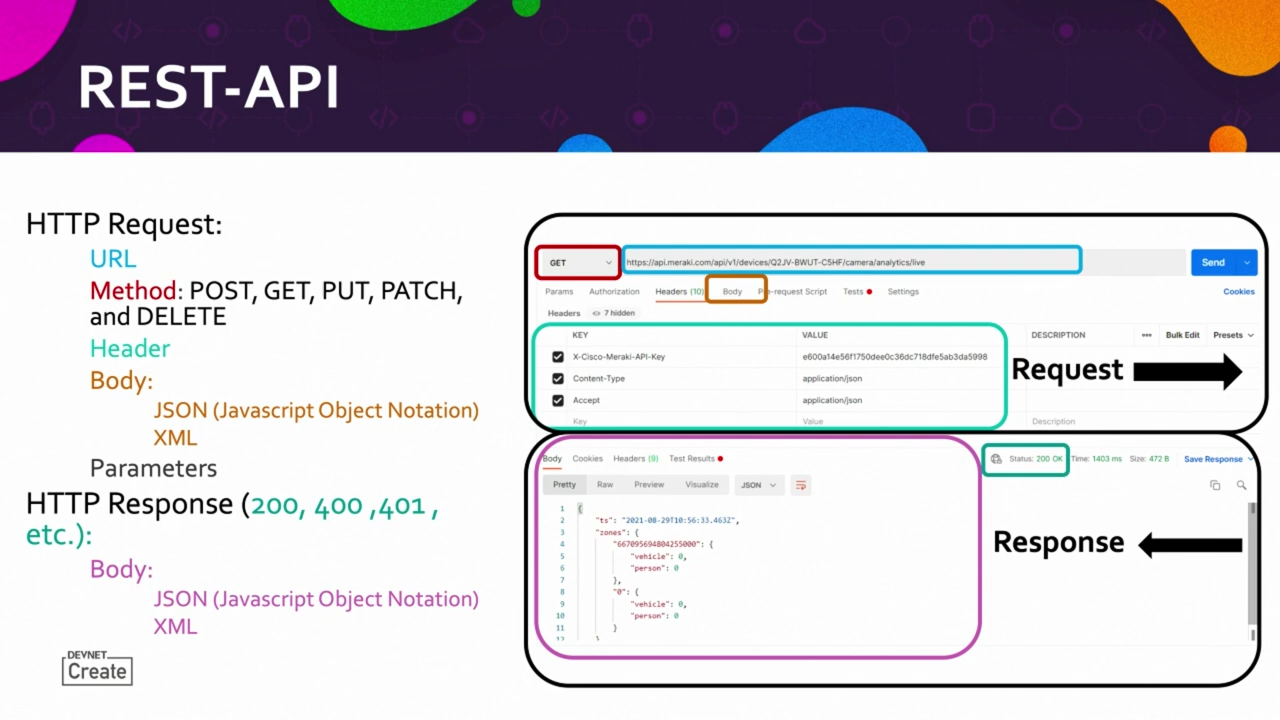 REST-API
HTTP Request:
URL
Method: POST, GET, PUT, PATCH,
and DELETE
Header
Body:
JSON (Javascript Object Notation)
XML
Parameters
HTTP Response (200, 400 ,401 ,
etc.):
Body:
JSON (Javascript Object Notation)
XML
DEVNET
Create
GET https://api.meraki.com/api/v1/devices/Q2JV-BWUT-C5HF/camera/analytics/live Send
Params Authorization Headers (10) Body Pre-request Script Tests Settings Cookies
Headers 7 hidden
KEY VALUE DESCRIPTION ••• Bulk Edit Presets
X-Cisco-Meraki-API-Key e600a14e56f1750dee0c36dc718dfe5ab3da5998
Content-Type application/json
Accept application/json
Key Value Description
Request
Body Cookies Headers (9) Test Results Status: 200 OK Time: 1403 ms Size: 472 B Save Response
Pretty Raw Preview Visualize JSON
1 {
2 "ts": "2021-08-29T10:56:33.463Z",
3 "zones": {
4 "667095694804255000": {
5 "vehicle": 0,
6 "person": 0
7 },
8 "0": {
9 "vehicle": 0,
10 "person": 0
11 }
12 }
Response